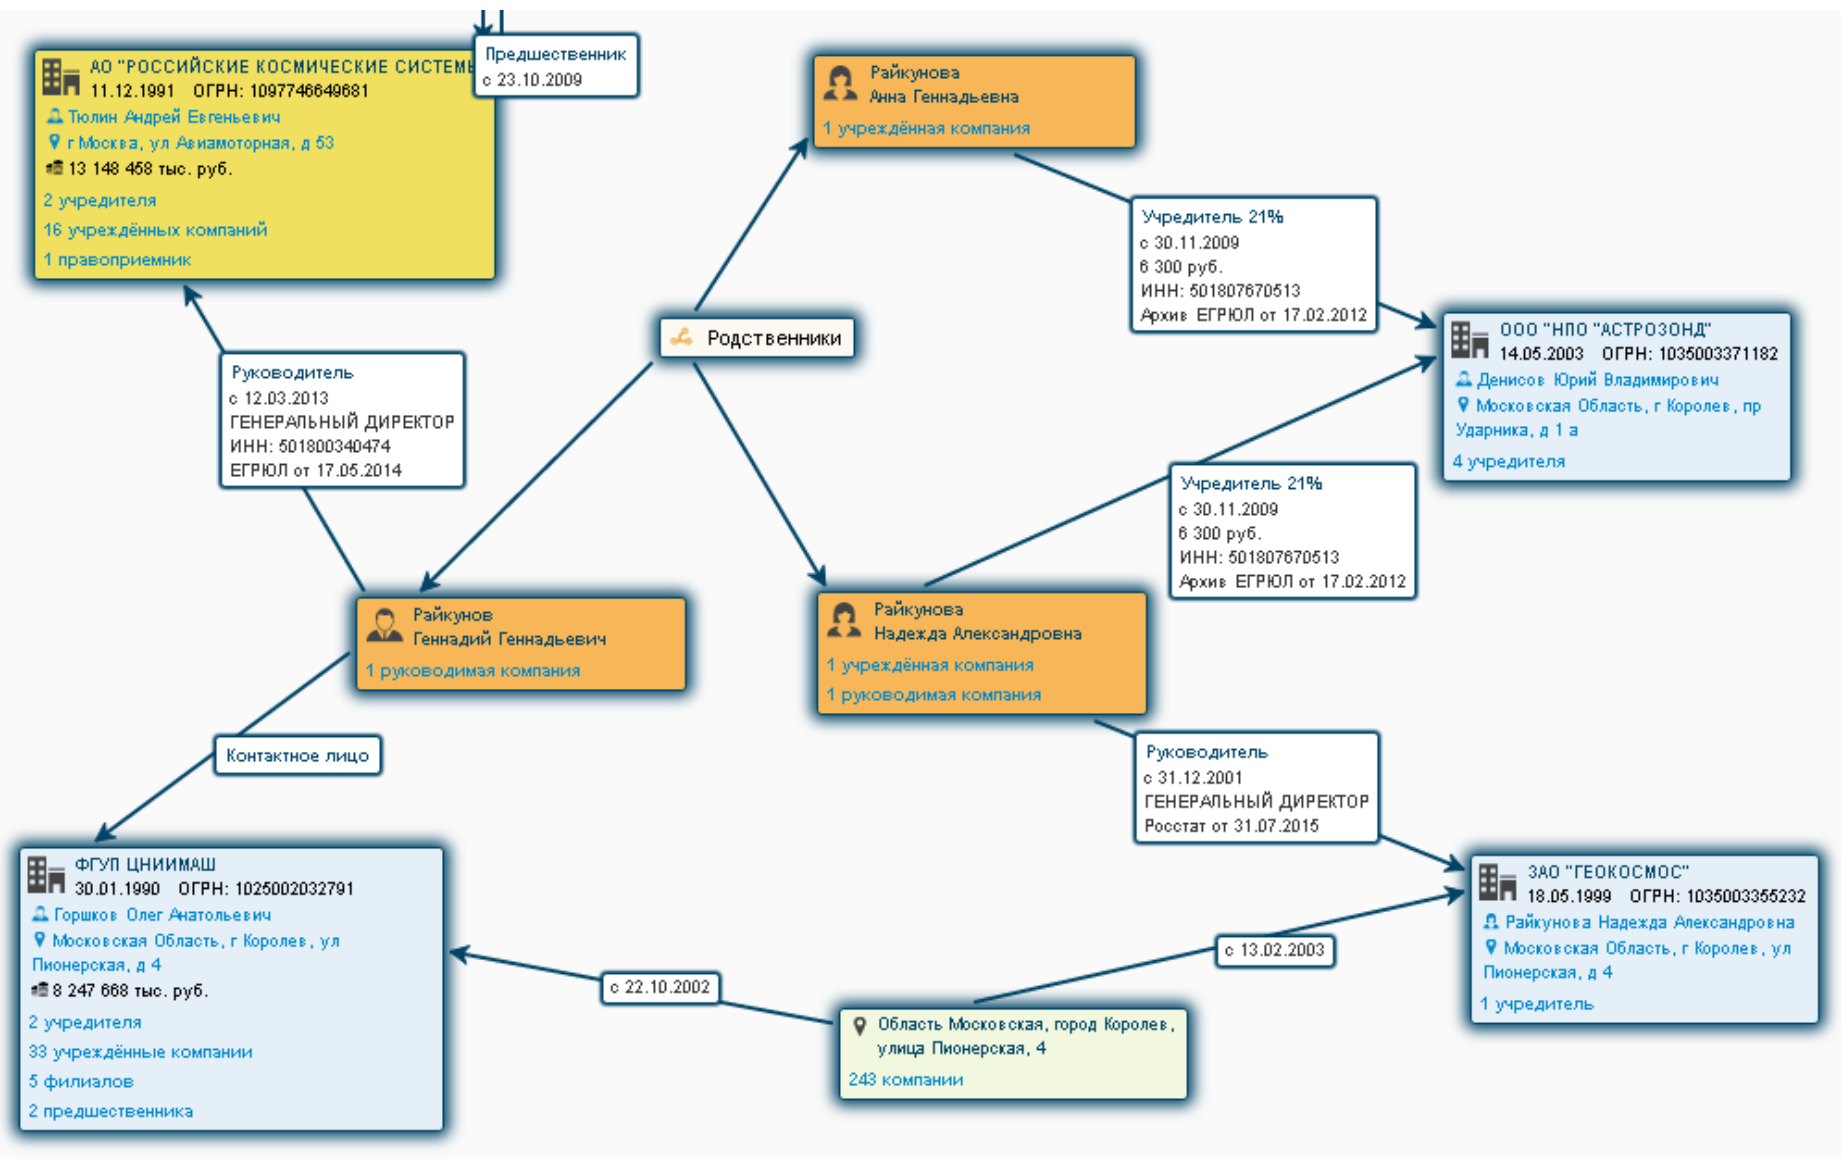 АО "РОССИЙСКИЕ КОСМИЧЕСКИЕ СИСТЕМЫ
11.12.1991 ОГРН: 1097746649681
Тюлин Андрей Евгеньевич
г Москва, ул Авиамоторная, д 53
13 148 458 тыс. руб.
2 учредителя
16 учреждённых компаний
1 правоприемник
Предшественник
с 23.10.2009
Райкунова
Анна Геннадьевна
1 учреждённая компания
Учредитель 21%
с 30.11.2009
6 300 руб.
ИНН: 501807670513
Архив ЕГРЮЛ от 17.02.2012
Родственники
ООО "НПО "АСТРОЗОНД"
14.05.2003 ОГРН: 1035003371182
Денисов Юрий Владимирович
Московская Область, г Королев, пр
Ударника, д 1 а
4 учредителя
Руководитель
с 12.03.2013
ГЕНЕРАЛЬНЫЙ ДИРЕКТОР
ИНН: 501800340474
ЕГРЮЛ от 17.05.2014
Учредитель 21%
с 30.11.2009
6 300 руб.
ИНН: 501807670513
Архив ЕГРЮЛ от 17.02.2012
Райкунов
Геннадий Геннадьевич
1 руководимая компания
Райкунова
Надежда Александровна
1 учреждённая компания
1 руководимая компания
Контактное лицо
Руководитель
с 31.12.2001
ГЕНЕРАЛЬНЫЙ ДИРЕКТОР
Росстат от 31.07.2015
ФГУП ЦНИИМАШ
30.01.1990 ОГРН: 1025002032791
Горшков Олег Анатольевич
Московская Область, г Королев, ул
Пионерская, д 4
8 247 668 тыс. руб.
2 учредителя
33 учреждённые компании
5 филиалов
2 предшественника
ЗАО "ГЕОКОСМОС"
18.05.1999 ОГРН: 1035003355232
Райкунова Надежда Александровна
Московская Область, г Королев, ул
Пионерская, д 4
1 учредитель
с 13.02.2003
с 22.10.2002
Область Московская, город Королев,
улица Пионерская, 4
243 компании